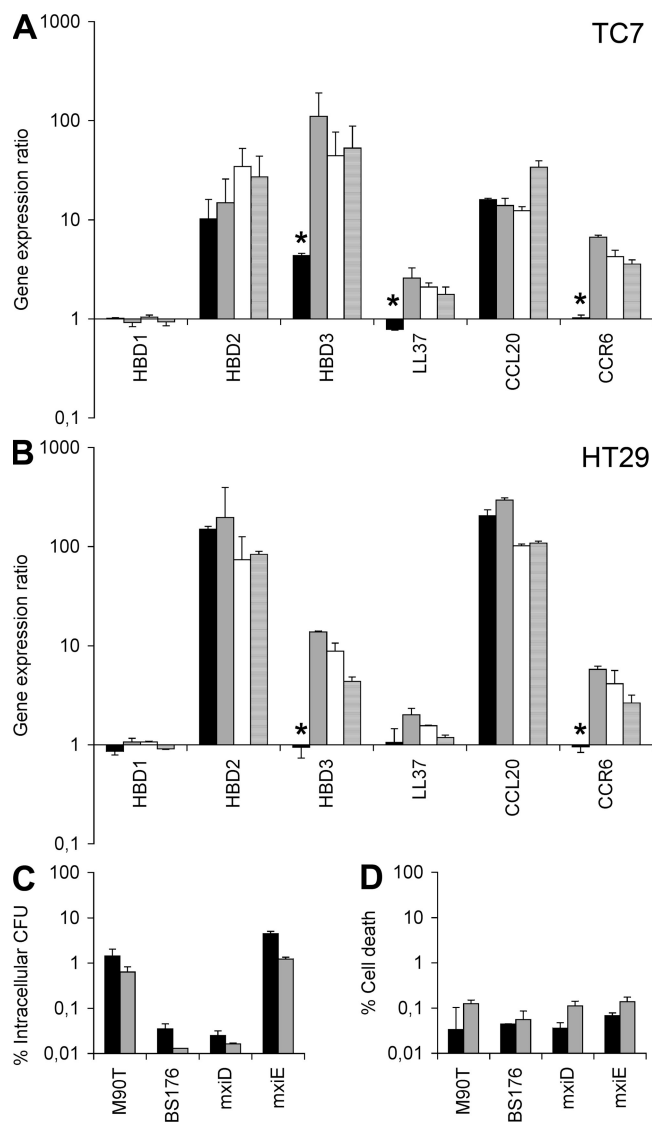 A
TC7
Gene expression ratio
1000
100
10
1
0,1
*
*
*
HBD1
HBD2
HBD3
LL37
CCL20
CCR6
B
HT29
Gene expression ratio
1000
100
10
1
0,1
*
*
HBD1
HBD2
HBD3
LL37
CCL20
CCR6
C
% Intracellular CFU
100
10
1
0,1
0,01
M90T
BS176
mxiD
mxiE
D
% Cell death
100
10
1
0,1
0,01
M90T
BS176
mxiD
mxiE